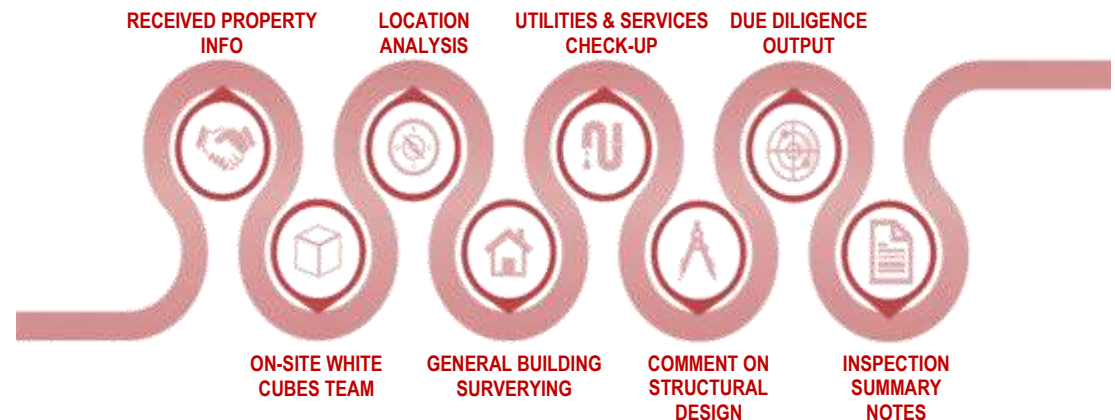 RECEIVED PROPERTY
INFO
LOCATION
ANALYSIS
UTILITIES & SERVICES
CHECK-UP
DUE DILIGENCE
OUTPUT
ON-SITE WHITE
CUBES TEAM
GENERAL BUILDING
SURVERYING
COMMENT ON
STRUCTURAL
DESIGN
INSPECTION
SUMMARY
NOTES